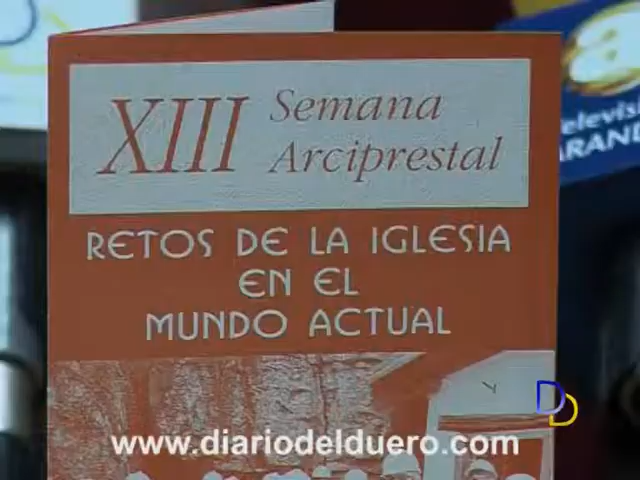 XIII Semana
Arciprestal
RETOS DE LA IGLESIA
EN EL
MUNDO ACTUAL
www.diariodelduero.com